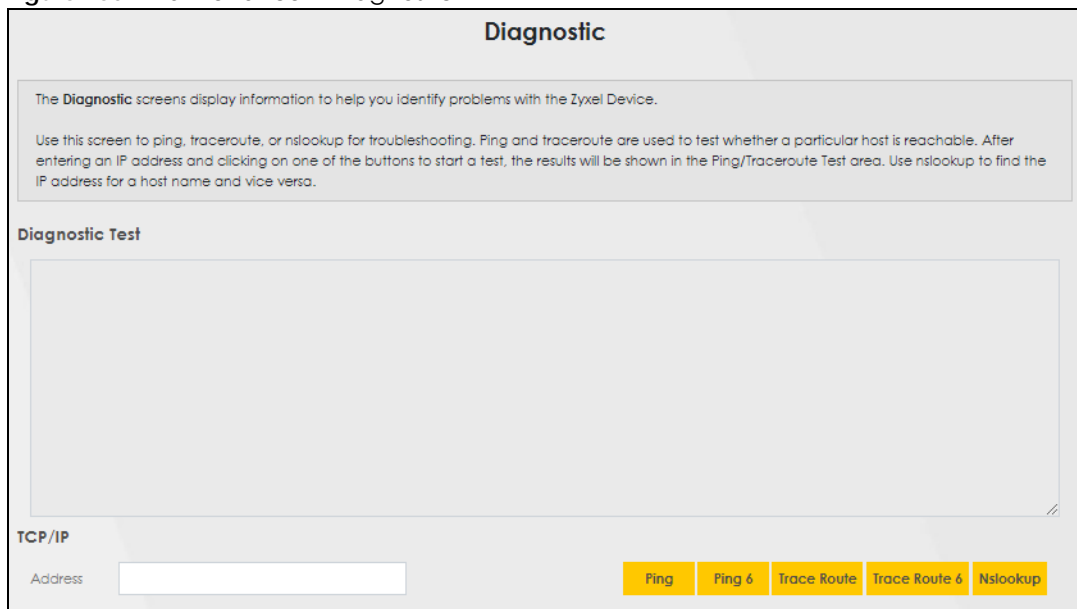 Diagnostic
The Diagnostic screens display information to help you identify problems with the Zyxel Device.
Use this screen to ping, traceroute, or nslookup for troubleshooting. Ping and traceroute are used to test whether a particular host is reachable. After
entering an IP address and clicking on one of the buttons to start a test, the results will be shown in the Ping/Traceroute Test area. Use nslookup to find the
IP address for a host name and vice versa.
Diagnostic Test
TCP/IP
Address
Ping
Ping 6
Trace Route
Trace Route 6
Nslookup